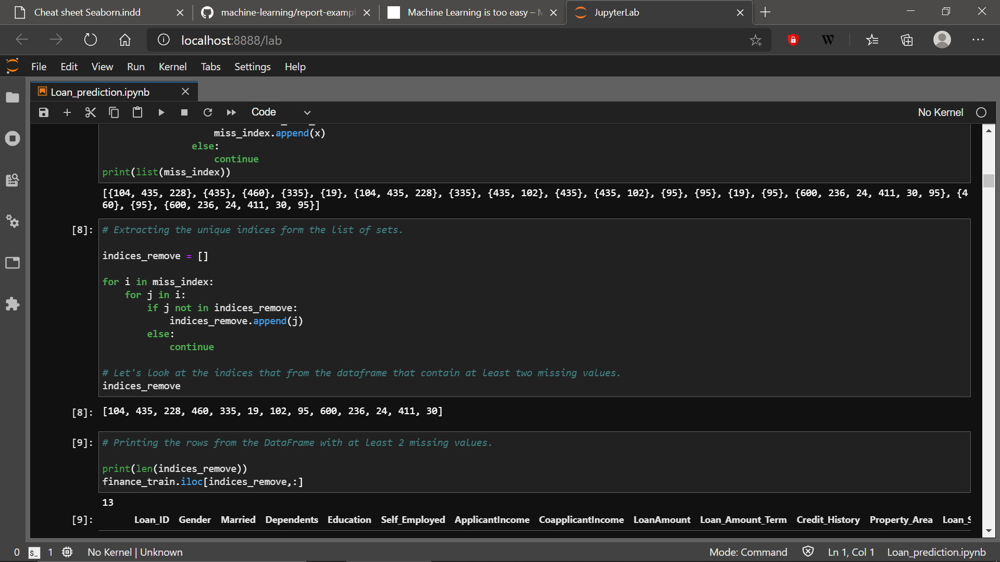 Cheat sheet Seaborn.indd
machine-learning/report-exampl
Machine Learning is too easy –
JupyterLab
localhost:8888/lab
W
File Edit View Run Kernel Tabs Settings Help
Loan_prediction.ipynb
Code
No Kernel
miss_index.append(x)
else:
continue
print(list(miss_index))
[{104, 435, 228}, {435}, {460}, {335}, {19}, {104, 435, 228}, {335}, {435, 102}, {435}, {435, 102}, {95}, {95}, {19}, {95}, {600, 236, 24, 411, 30, 95}, {4
60}, {95}, {600, 236, 24, 411, 30, 95}]
[8]: # Extracting the unique indices form the list of sets.
indices_remove = []
for i in miss_index:
for j in i:
if j not in indices_remove:
indices_remove.append(j)
else:
continue
# Let's look at the indices that from the dataframe that contain at least two missing values.
indices_remove
[8]: [104, 435, 228, 460, 335, 19, 102, 95, 600, 236, 24, 411, 30]
[9]: # Printing the rows from the DataFrame with at least 2 missing values.
print(len(indices_remove))
finance_train.iloc[indices_remove,:]
13
[9]: Loan_ID Gender Married Dependents Education Self_Employed ApplicantIncome CoapplicantIncome LoanAmount Loan_Amount_Term Credit_History Property_Area Loan_S
0 $_ 1 No Kernel | Unknown Mode: Command Ln 1, Col 1 Loan_prediction.ipynb